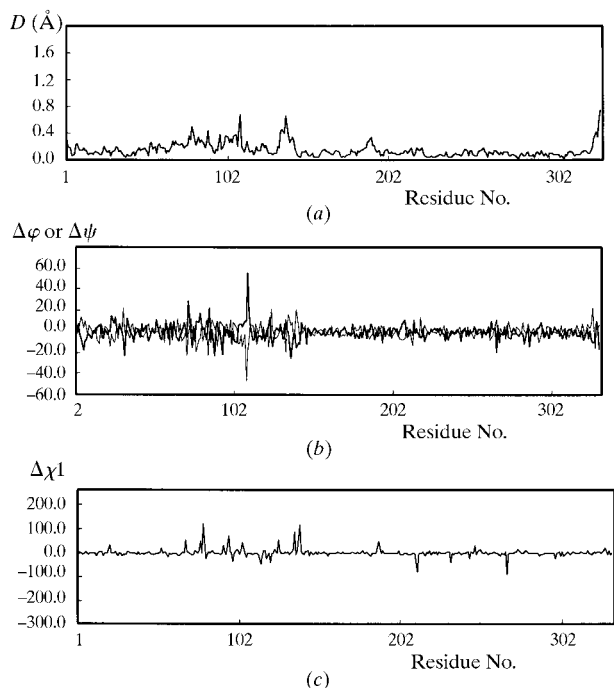 D (Å)
1.6
1.2
0.8
0.4
0.0
1 102 202 302
Residue No.
(a)
Δφ or Δψ
60.0
40.0
20.0
0.0
−20.0
−40.0
−60.0
2 102 202 302
Residue No.
(b)
Δχ1
200.0
100.0
0.0
−100.0
−200.0
−300.0
1 102 202 302
Residue No.
(c)